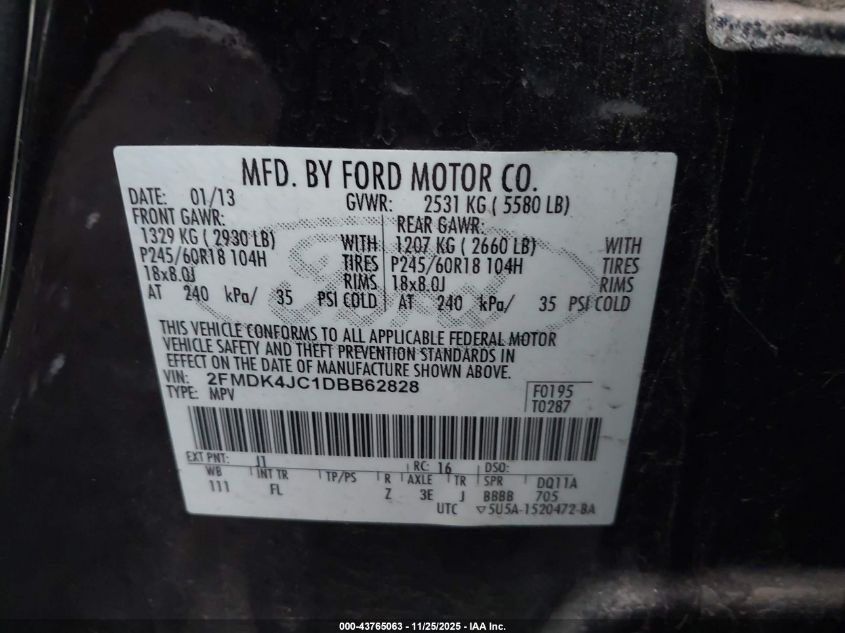 MFD. BY FORD MOTOR CO.
DATE: 01/13 GVWR: 2531 KG ( 5580 LB)
FRONT GAWR: REAR GAWR:
1329 KG ( 2930 LB) WITH 1207 KG ( 2660 LB) WITH
P245/60R18 104H TIRES P245/60R18 104H TIRES
18x8.0J RIMS 18x8.0J RIMS
AT 240 kPa/ 35 PSI COLD AT 240 kPa/ 35 PSI COLD
THIS VEHICLE CONFORMS TO ALL APPLICABLE FEDERAL MOTOR
VEHICLE SAFETY AND THEFT PREVENTION STANDARDS IN
EFFECT ON THE DATE OF MANUFACTURE SHOWN ABOVE.
VIN: 2FMDK4JC1DBB62828 F0195
TYPE: MPV T0287
EXT PNT: J1 RC: 16 DSO:
WB INT TR TP/PS R AXLE TR SPR DQ11A
111 FL Z 3E J BBBB 705
UTC ▽5U5A-1520472-BA
000-43765063 - 11/25/2025 - IAA Inc.